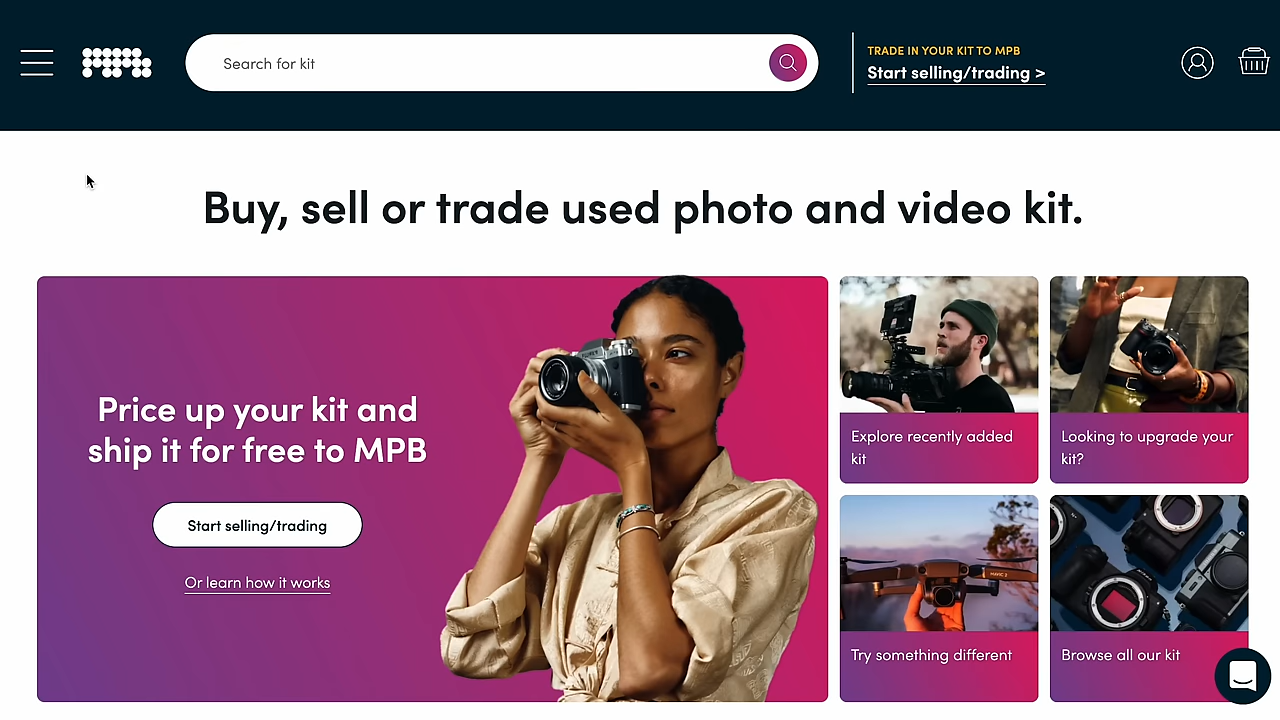 Search for kit
TRADE IN YOUR KIT TO MPB
Start selling/trading >
Buy, sell or trade used photo and video kit.
Price up your kit and
ship it for free to MPB
Start selling/trading
Or learn how it works
Explore recently added
kit
Looking to upgrade your
kit?
Try something different
Browse all our kit